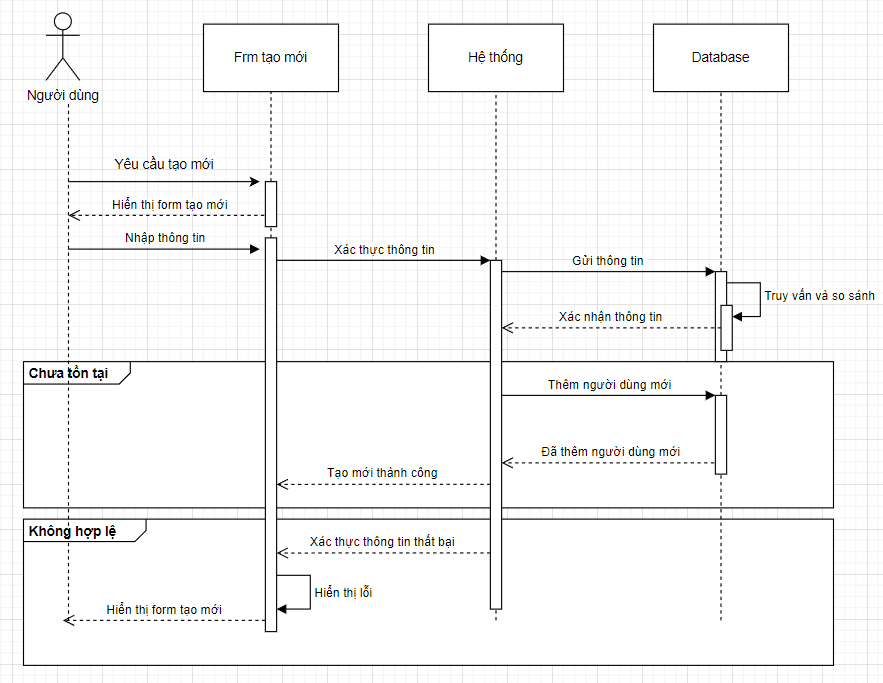 Người dùng
Frm tạo mới
Hệ thống
Database
Yêu cầu tạo mới
Hiển thị form tạo mới
Nhập thông tin
Xác thực thông tin
Gửi thông tin
Truy vấn và so sánh
Xác nhận thông tin
Chưa tồn tại
Thêm người dùng mới
Đã thêm người dùng mới
Tạo mới thành công
Không hợp lệ
Xác thực thông tin thất bại
Hiển thị lỗi
Hiển thị form tạo mới